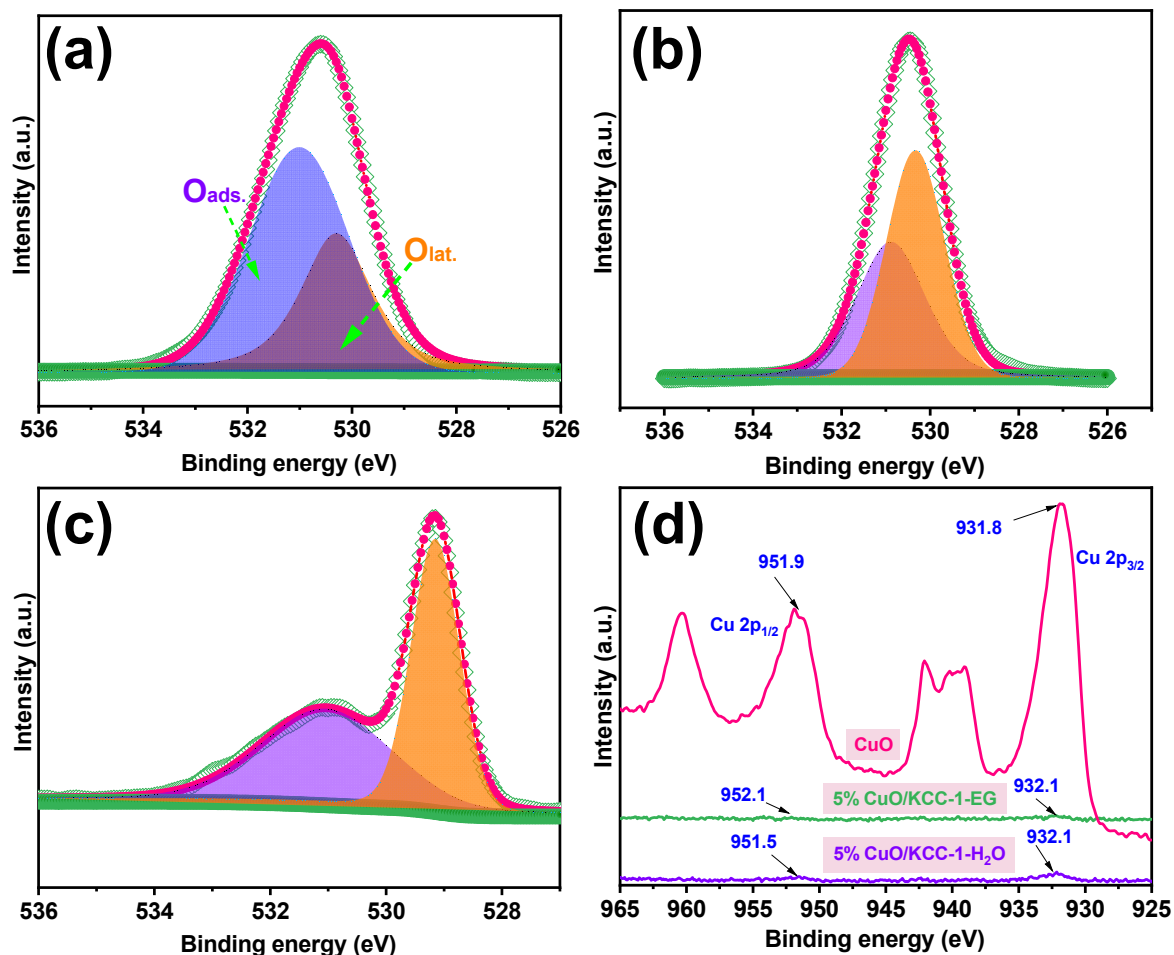 (a)
Intensity (a.u.)
Oads.
Olat.
536 534 532 530 528 526
Binding energy (eV)
(b)
Intensity (a.u.)
536 534 532 530 528 526
Binding energy (eV)
(c)
Intensity (a.u.)
536 534 532 530 528
Binding energy (eV)
(d)
Intensity (a.u.)
931.8
951.9
Cu 2p3/2
Cu 2p1/2
CuO
5% CuO/KCC-1-EG
952.1
932.1
951.5
5% CuO/KCC-1-H2O
932.1
965 960 955 950 945 940 935 930 925
Binding energy (eV)